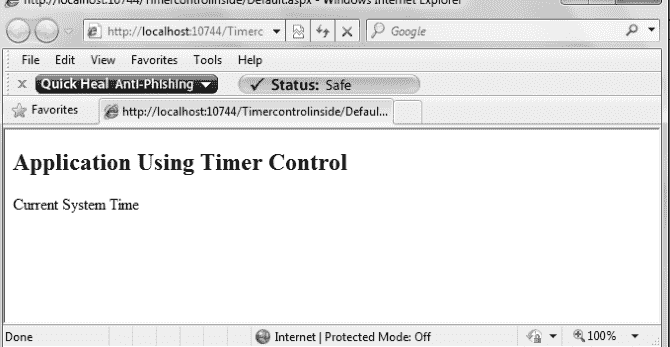 http://localhost:10744/Timercontrolinside/Default.aspx - Windows Internet Explorer
http://localhost:10744/Timerc
Google
File Edit View Favorites Tools Help
x Quick Heal Anti-Phishing Status: Safe
Favorites http://localhost:10744/Timercontrolinside/Defaul...
Application Using Timer Control
Current System Time
Done Internet | Protected Mode: Off 100%